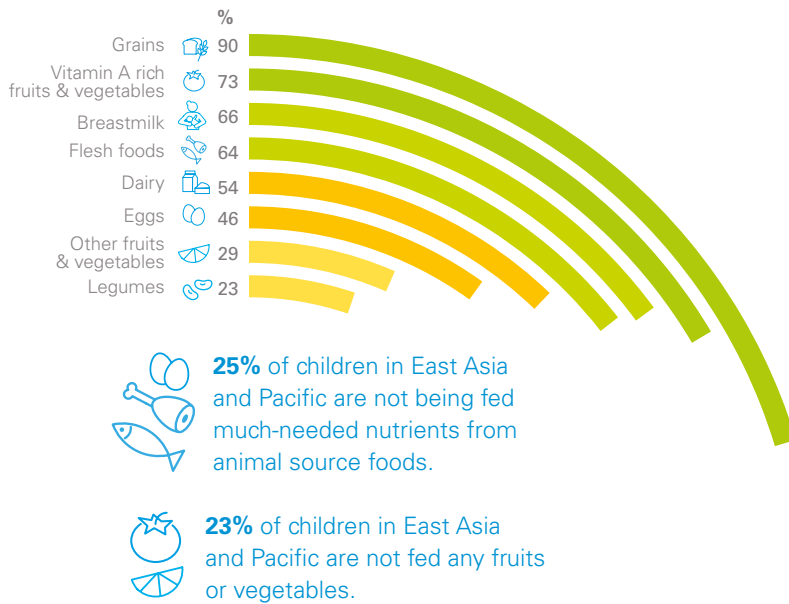 %
Grains 90
Vitamin A rich
fruits & vegetables 73
Breastmilk 66
Flesh foods 64
Dairy 54
Eggs 46
Other fruits
& vegetables 29
Legumes 23
25% of children in East Asia
and Pacific are not being fed
much-needed nutrients from
animal source foods.
23% of children in East Asia
and Pacific are not fed any fruits
or vegetables.